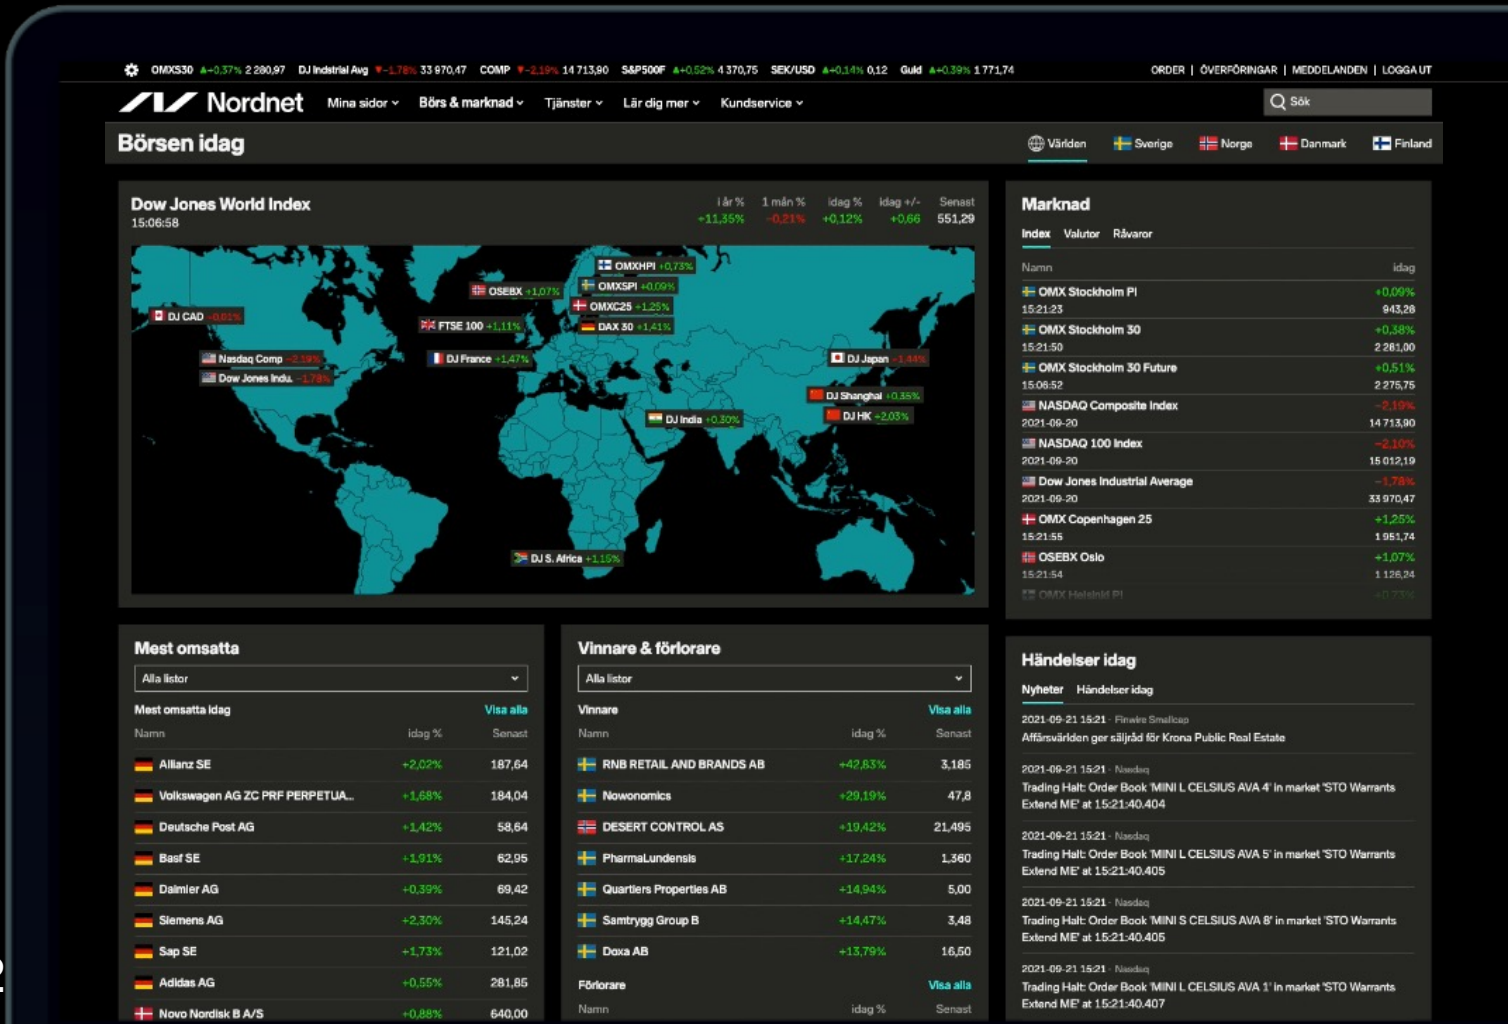 OMXS30 ▲+0,37% 2 280,97 DJ Indstrial Avg ▼-1,78% 33 970,47 COMP ▼-2,19% 14 713,90 S&P500F ▲+0,52% 4 370,75 SEK/USD ▲+0,14% 0,12 Guld ▲+0,39% 1 771,74
ORDER | ÖVERFÖRINGAR | MEDDELANDEN | LOGGA UT
Nordnet Mina sidor Börs & marknad Tjänster Lär dig mer Kundservice
Sök
Börsen idag
Världen Sverige Norge Danmark Finland
Dow Jones World Index
15:06:58
i år % 1 mån % idag % idag +/- Senast
+11,35% -0,21% +0,12% +0,66 551,29
OMXHPI +0,73%
OMXSPI +0,09%
OSEBX +1,07%
OMXC25 +1,25%
DJ CAD -0,01%
FTSE 100 +1,11%
DAX 30 +1,41%
Nasdaq Comp -2,19%
DJ France +1,47%
DJ Japan -1,44%
Dow Jones Indu. -1,78%
DJ Shanghai +0,35%
DJ HK +2,03%
DJ India +0,30%
DJ S. Africa +1,15%
Marknad
Index Valutor Råvaror
Namn idag
OMX Stockholm PI +0,09%
15:21:23 943,28
OMX Stockholm 30 +0,38%
15:21:50 2 281,00
OMX Stockholm 30 Future +0,51%
15:06:52 2 275,75
NASDAQ Composite Index -2,19%
2021-09-20 14 713,90
NASDAQ 100 Index -2,10%
2021-09-20 15 012,19
Dow Jones Industrial Average -1,78%
2021-09-20 33 970,47
OMX Copenhagen 25 +1,25%
15:21:55 1 951,74
OSEBX Oslo +1,07%
15:21:54 1 126,24
OMX Helsinki PI +0,73%
Mest omsatta
Alla listor
Mest omsatta idag Visa alla
Namn idag % Senast
Allianz SE +2,02% 187,64
Volkswagen AG ZC PRF PERPETUA... +1,68% 184,04
Deutsche Post AG +1,42% 58,64
Basf SE +1,91% 62,95
Daimler AG +0,39% 69,42
Siemens AG +2,30% 145,24
Sap SE +1,73% 121,02
Adidas AG +0,55% 281,85
Novo Nordisk B A/S +0,88% 640,00
Vinnare & förlorare
Alla listor
Vinnare Visa alla
Namn idag % Senast
RNB RETAIL AND BRANDS AB +42,83% 3,185
Nowonomics +29,19% 47,8
DESERT CONTROL AS +19,42% 21,495
PharmaLundensis +17,24% 1,360
Quartiers Properties AB +14,94% 5,00
Samtrygg Group B +14,47% 3,48
Doxa AB +13,79% 16,50
Förlorare Visa alla
Namn idag % Senast
Händelser idag
Nyheter Händelser idag
2021-09-21 15:21 · Finwire Smallcap
Affärsvärlden ger säljråd för Krona Public Real Estate
2021-09-21 15:21 · Nasdaq
Trading Halt: Order Book 'MINI L CELSIUS AVA 4' in market 'STO Warrants
Extend ME' at 15:21:40.404
2021-09-21 15:21 · Nasdaq
Trading Halt: Order Book 'MINI L CELSIUS AVA 5' in market 'STO Warrants
Extend ME' at 15:21:40.405
2021-09-21 15:21 · Nasdaq
Trading Halt: Order Book 'MINI S CELSIUS AVA 8' in market 'STO Warrants
Extend ME' at 15:21:40.405
2021-09-21 15:21 · Nasdaq
Trading Halt: Order Book 'MINI L CELSIUS AVA 1' in market 'STO Warrants
Extend ME' at 15:21:40.407